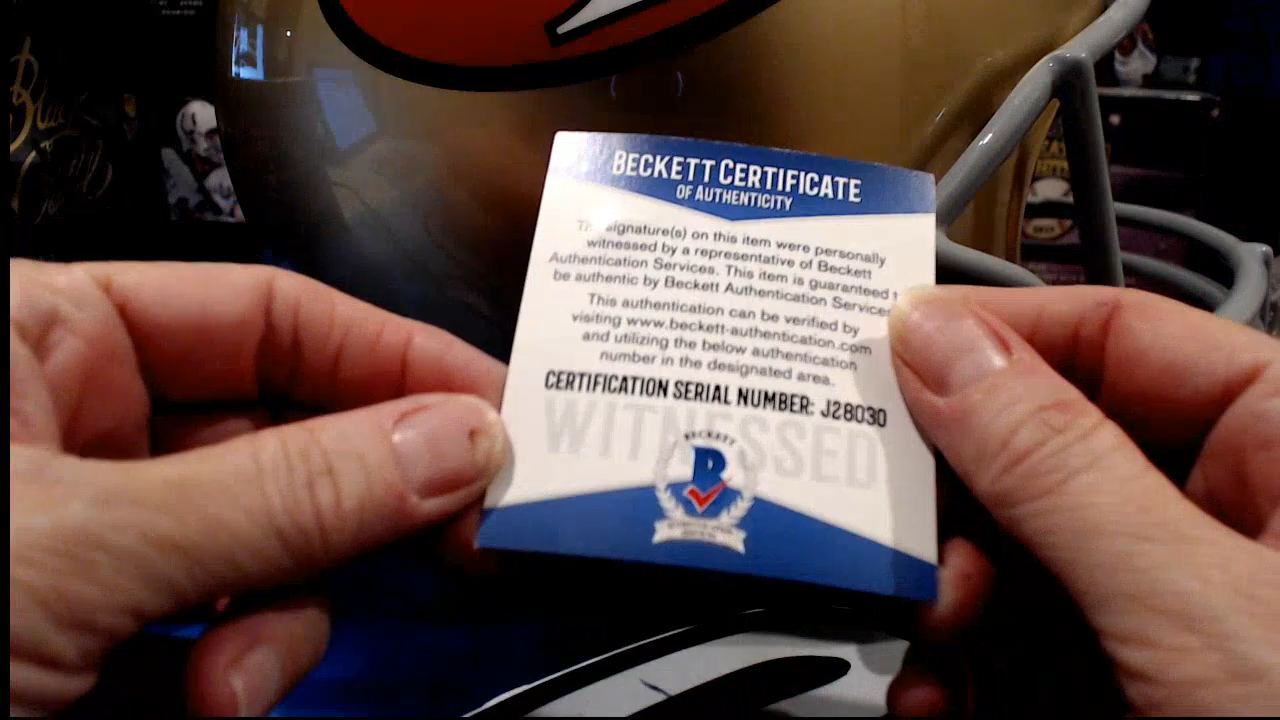 BECKETT CERTIFICATE
OF AUTHENTICITY
signature(s) on this item were personally
witnessed by a representative of Beckett
Authentication Services. This item is guaranteed
be authentic by Beckett Authentication Services
This authentication can be verified by
visiting www.beckett-authentication.com
and utilizing the below authentication
number in the designated area.
CERTIFICATION SERIAL NUMBER: J28030
WITNESSED
BECKETT
B